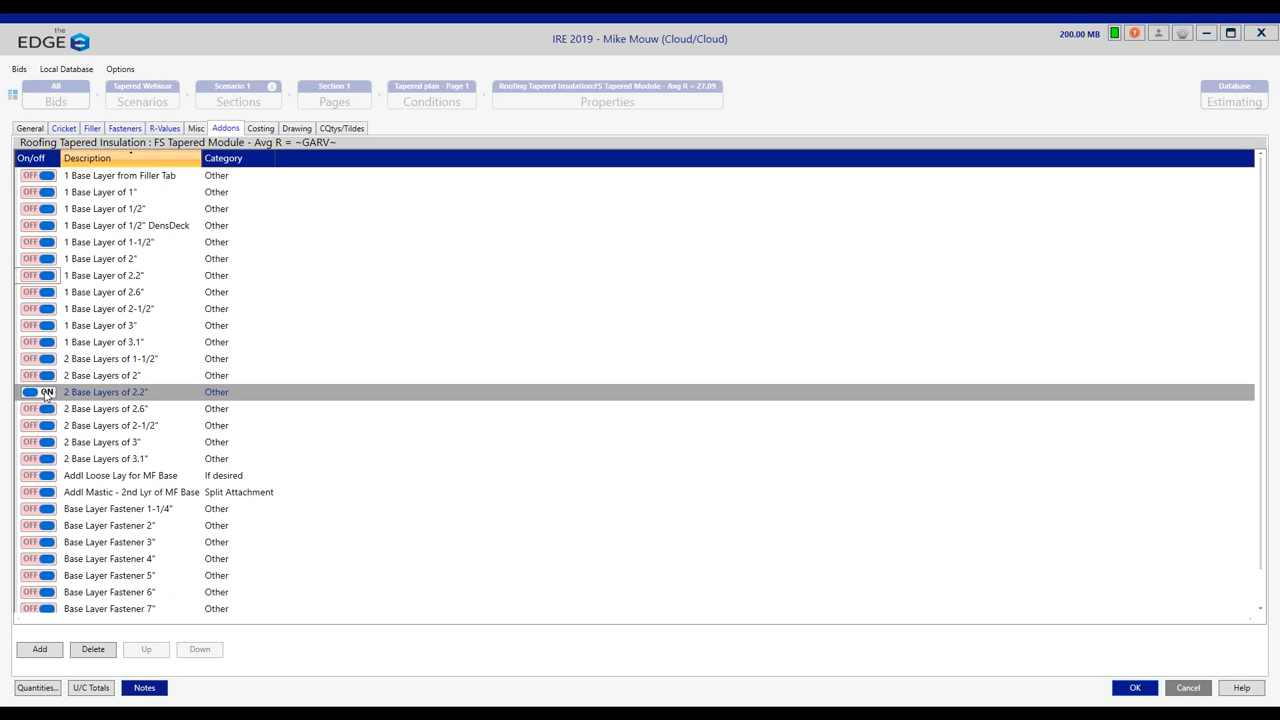 the
EDGE
IRE 2019 - Mike Mouw (Cloud/Cloud)
200.00 MB
Bids Local Database Options
All
Bids
Tapered Webinar
Scenarios
Scenario 1
Sections
Section 1
Pages
Tapered plan - Page 1
Conditions
Roofing Tapered Insulation:FS Tapered Module - Avg R = 27.09
Properties
Database
Estimating
General Cricket Filler Fasteners R-Values Misc Addons Costing Drawing CQtys/Tildes
Roofing Tapered Insulation : FS Tapered Module - Avg R = ~GARV~
On/off Description Category
OFF 1 Base Layer from Filler Tab Other
OFF 1 Base Layer of 1" Other
OFF 1 Base Layer of 1/2" Other
OFF 1 Base Layer of 1/2" DensDeck Other
OFF 1 Base Layer of 1-1/2" Other
OFF 1 Base Layer of 2" Other
OFF 1 Base Layer of 2.2" Other
OFF 1 Base Layer of 2.6" Other
OFF 1 Base Layer of 2-1/2" Other
OFF 1 Base Layer of 3" Other
OFF 1 Base Layer of 3.1" Other
OFF 2 Base Layers of 1-1/2" Other
OFF 2 Base Layers of 2" Other
ON 2 Base Layers of 2.2" Other
OFF 2 Base Layers of 2.6" Other
OFF 2 Base Layers of 2-1/2" Other
OFF 2 Base Layers of 3" Other
OFF 2 Base Layers of 3.1" Other
OFF Addl Loose Lay for MF Base If desired
OFF Addl Mastic - 2nd Lyr of MF Base Split Attachment
OFF Base Layer Fastener 1-1/4" Other
OFF Base Layer Fastener 2" Other
OFF Base Layer Fastener 3" Other
OFF Base Layer Fastener 4" Other
OFF Base Layer Fastener 5" Other
OFF Base Layer Fastener 6" Other
OFF Base Layer Fastener 7" Other
Add Delete Up Down
Quantities... U/C Totals Notes OK Cancel Help